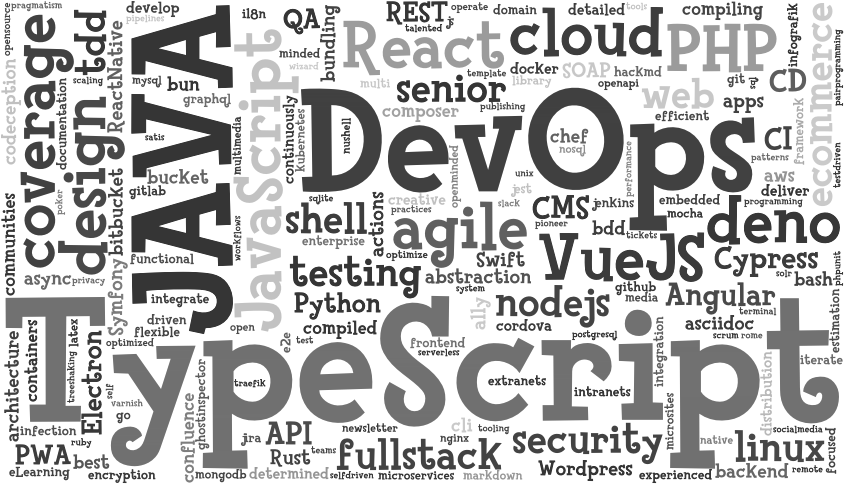 pragmatism
opensource
pipelines
develop
il8n
QA
REST
js
operate
domain
detailed
tools
compiling
talented
infografik
coverage
tdd
scaling
ReactNative
JAVA
JavaScript
minded
wizard
bundling
React
cloud
PHP
ecommerce
pairprogramming
codeception
documentation
design
mysql
bun
graphql
multi
template
docker
library
SOAP
hackmd
openapi
git
sql
CD
senior
publishing
web
apps
composer
efficient
framework
satis
multimedia
continuously
Kubernetes
nushell
DevOps
chef
nosql
CI
patterns
testdriven
bucket
gitlab
bitbucket
poker
unix
performance
aws
deliver
programming
openminded
jest
slack
sqlite
creative
practices
CMS
pioneer
jenkins
embedded
mocha
communities
shell
enterprise
actions
agile
bdd
tickets
deno
workflows
functional
optimize
Swift
VueJS
Cypress
solr
phpunit
async
privacy
Symfony
testing
abstraction
system
bash
integrate
Python
nodejs
github
media
Angular
terminal
driven
flexible
open
compiled
a11y
cordova
postgresql
asciidoc
scrum
rome
estimation
TypeScript
architecture
containers
treeshaking
latex
Electron
optimized
e2e
test
frontend
serverless
integration
iterate
self
traefik
extranets
intranets
distribution
varnish
go
confluence
ghostinspector
infection
ruby
jira
API
newsletter
cli
tooling
nginx
security
microsites
native
linux
socialmedia
focused
PWA
best
Rust
teams
fullstack
eLearning
encryption
mongodb
determined
selfdriven
microservices
markdown
Wordpress
experienced
backend
remote